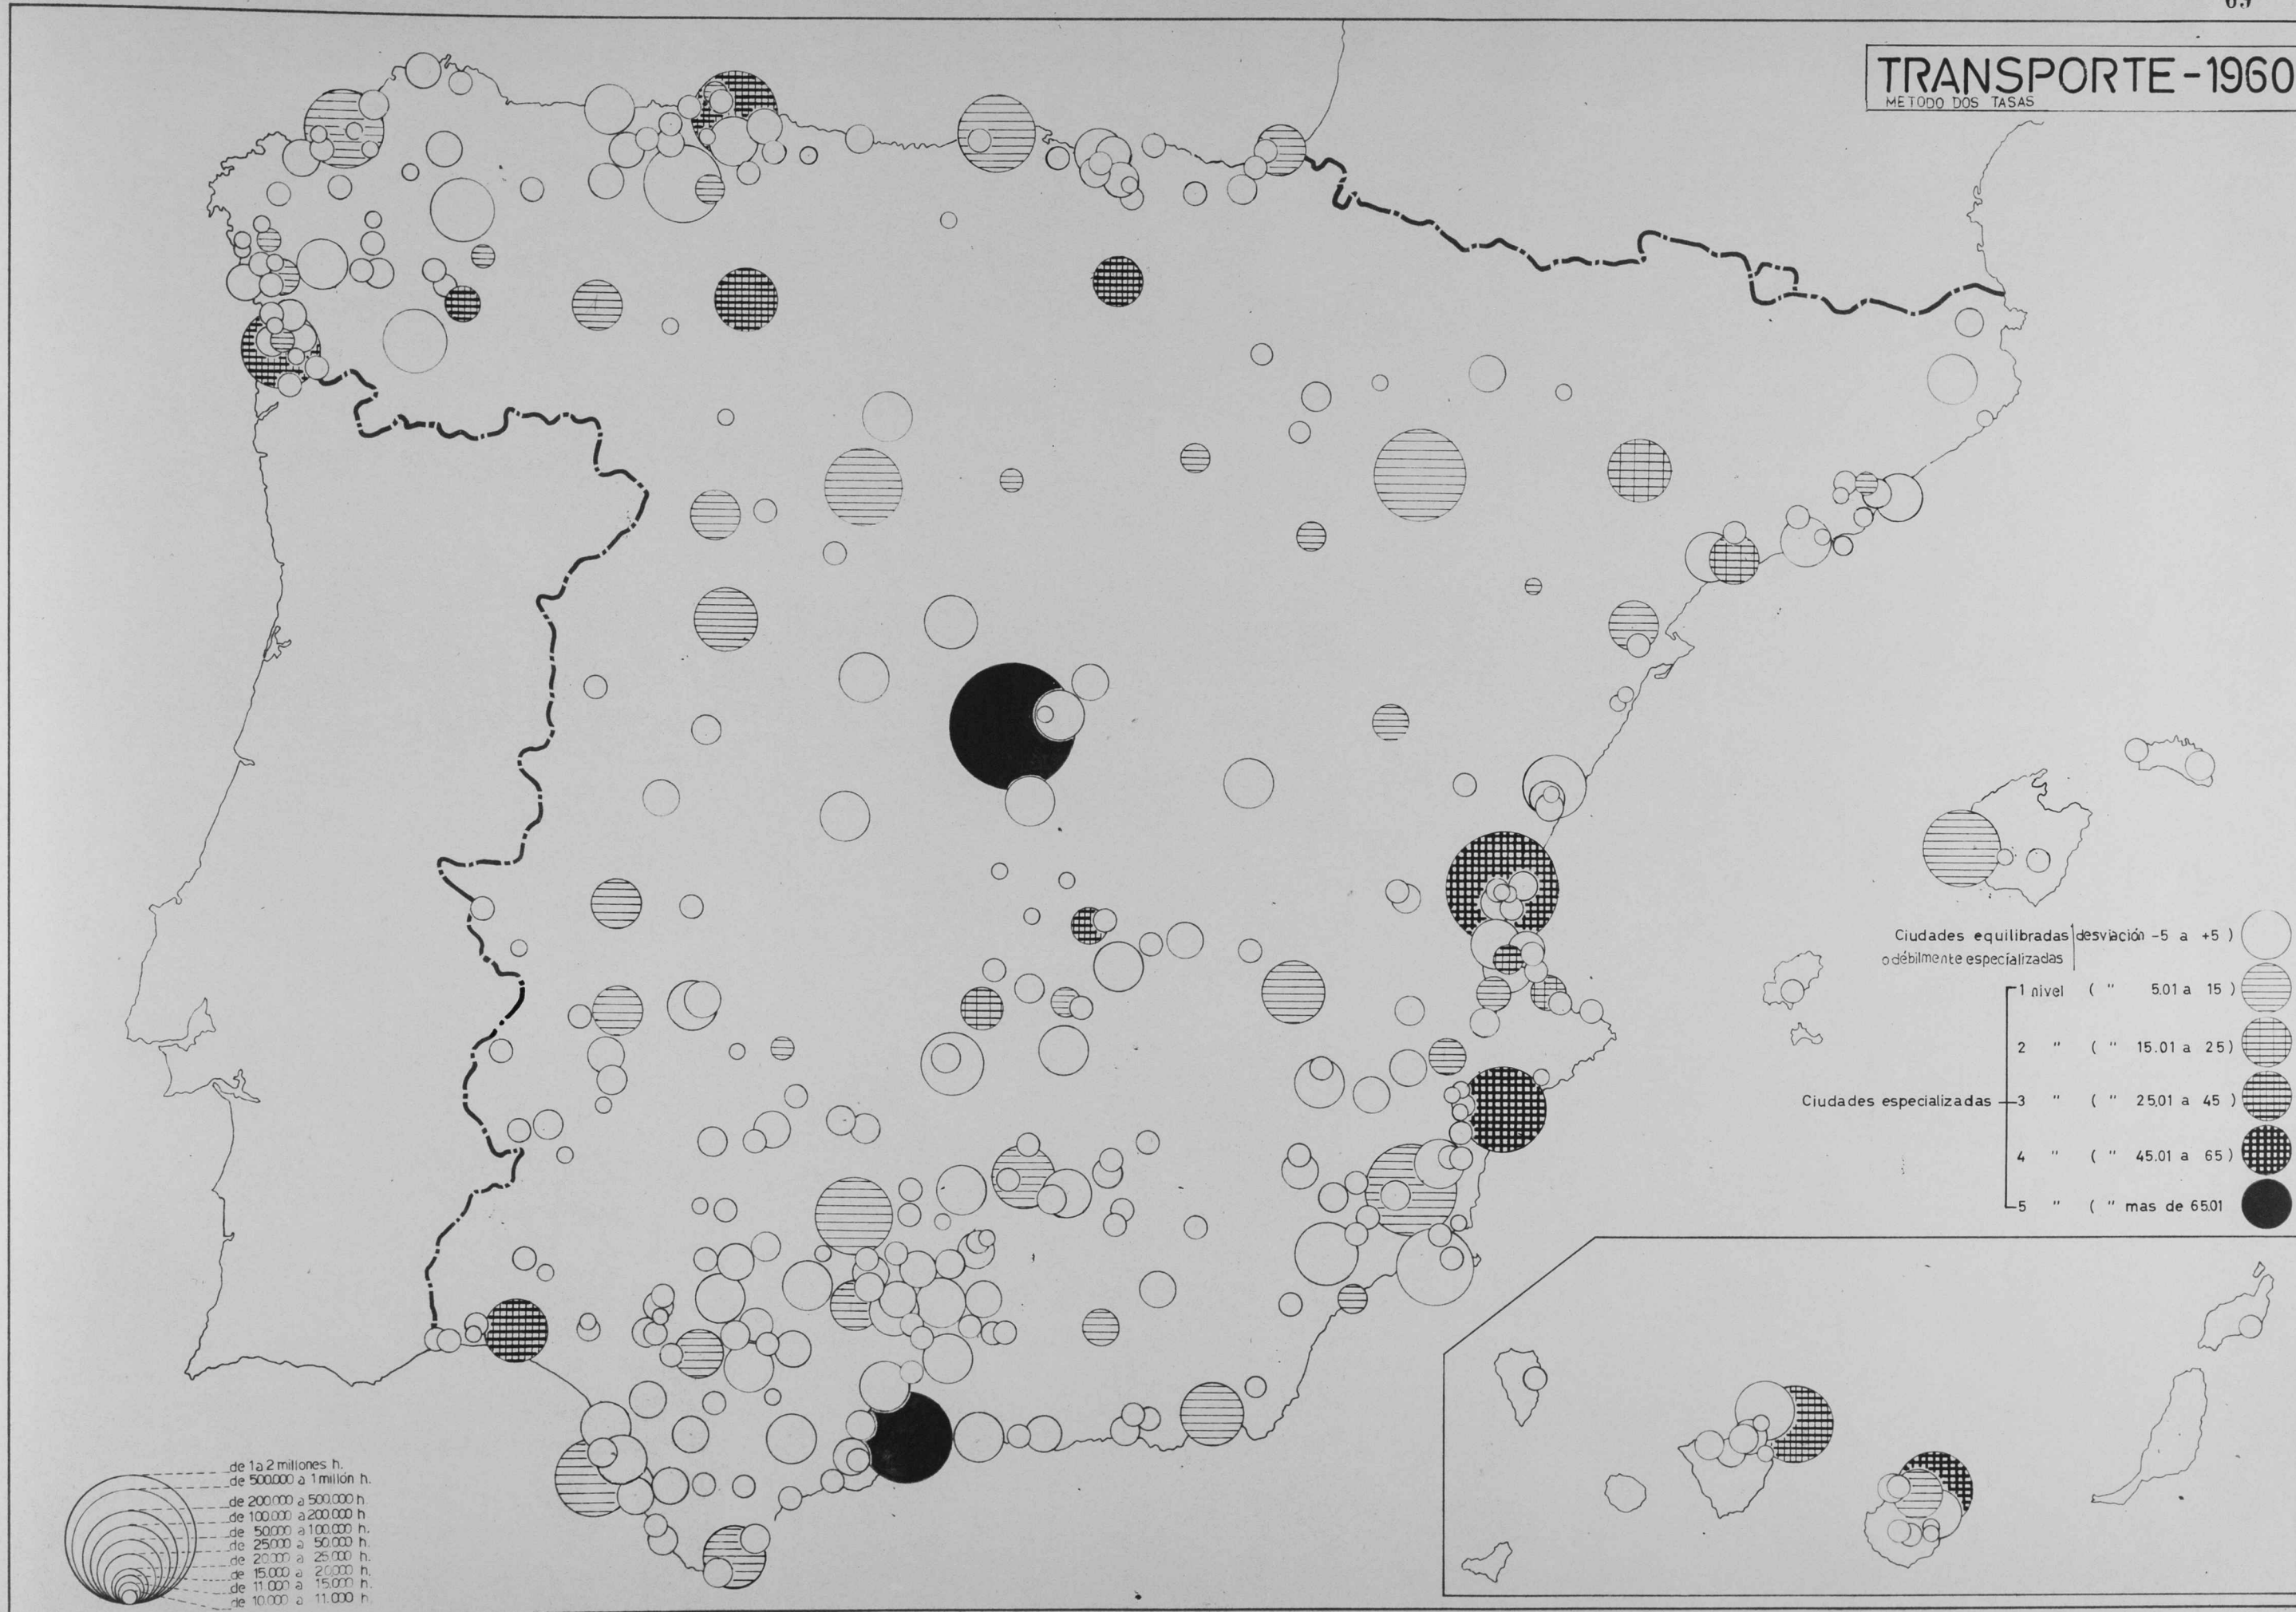 TRANSPORTE-1960
METODO DOS TASAS
Ciudades equilibradas desviación -5 a +5 )
o débilmente especializadas
1 nivel ( " 5.01 a 15 )
2 " ( " 15.01 a 25)
Ciudades especializadas 3 " ( " 25,01 a 45 )
4 " ( " 45.01 a 65 )
5 " ( " mas de 65.01
de 1 a 2 millones h.
de 500.000 a 1 millón h.
de 200.000 a 500.000 h
de 100.000 a 200.000 h
de 50.000 a 100.000 h.
de 25.000 a 50.000 h.
de 20.000 a 25.000 h.
de 15.000 a 20.000 h.
de 11.000 a 15.000 h.
de 10.000 a 11.000 h